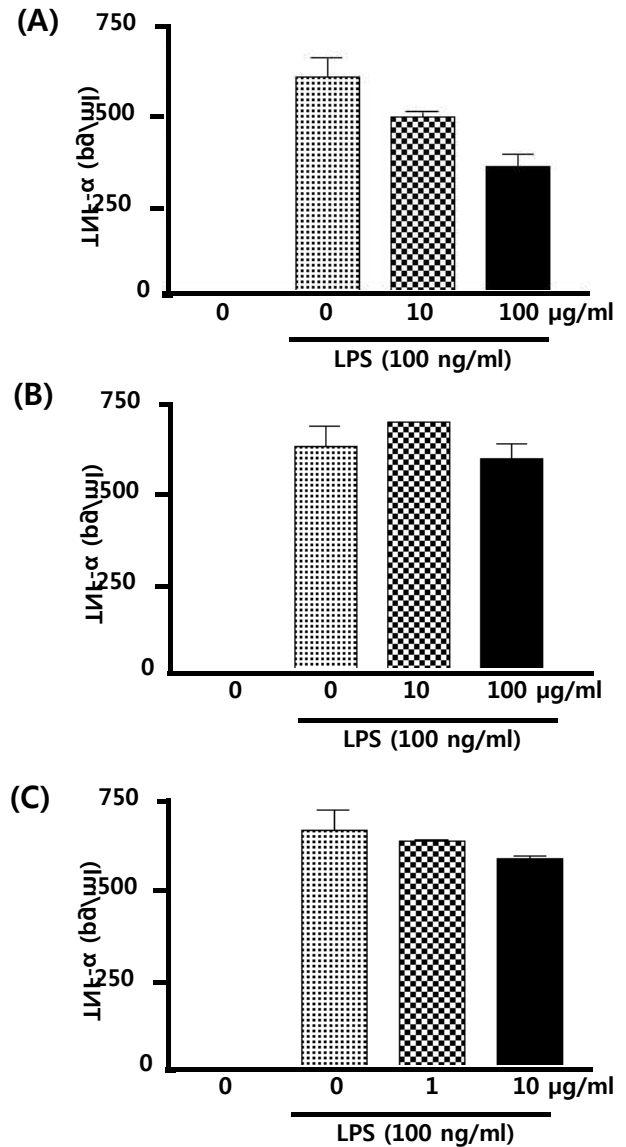 (A)
750
500
250
0
TNF-α (pg/ml)
0 0 10 100 μg/ml
LPS (100 ng/ml)
(B)
750
500
250
0
TNF-α (pg/ml)
0 0 10 100 μg/ml
LPS (100 ng/ml)
(C)
750
500
250
0
TNF-α (pg/ml)
0 0 1 10 μg/ml
LPS (100 ng/ml)